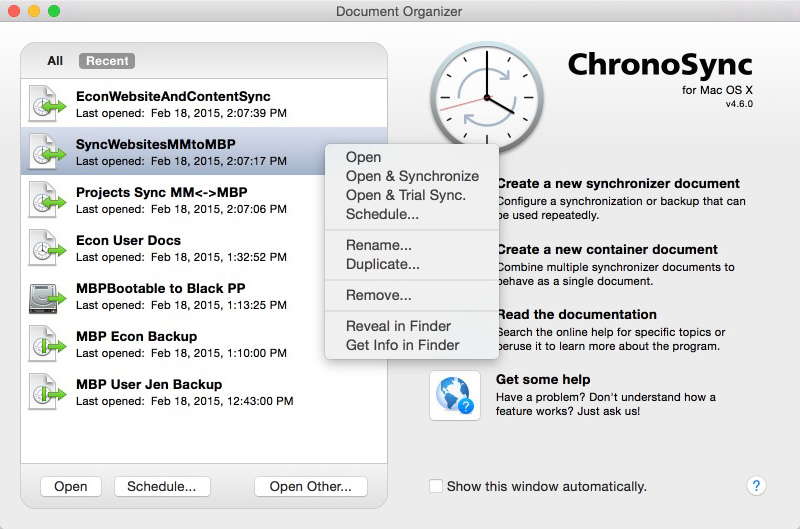 Document Organizer
All Recent
EconWebsiteAndContentSync
Last opened: Feb 18, 2015, 2:07:39 PM
SyncWebsitesMMtoMBP
Last opened: Feb 18, 2015, 2:07:17 PM
Projects Sync MM<->MBP
Last opened: Feb 18, 2015, 2:07:06 PM
Econ User Docs
Last opened: Feb 18, 2015, 1:32:52 PM
MBPBootable to Black PP
Last opened: Feb 18, 2015, 1:13:25 PM
MBP Econ Backup
Last opened: Feb 18, 2015, 1:10:00 PM
MBP User Jen Backup
Last opened: Feb 18, 2015, 12:43:00 PM
Open
Schedule...
Open Other...
Open
Open & Synchronize
Open & Trial Sync.
Schedule...
Rename...
Duplicate...
Remove...
Reveal in Finder
Get Info in Finder
ChronoSync
for Mac OS X
v4.6.0
Create a new synchronizer document
Configure a synchronization or backup that can
be used repeatedly.
Create a new container document
Combine multiple synchronizer documents to
behave as a single document.
Read the documentation
Search the online help for specific topics or
peruse it to learn more about the program.
Get some help
Have a problem? Don't understand how a
feature works? Just ask us!
?
Show this window automatically.
?